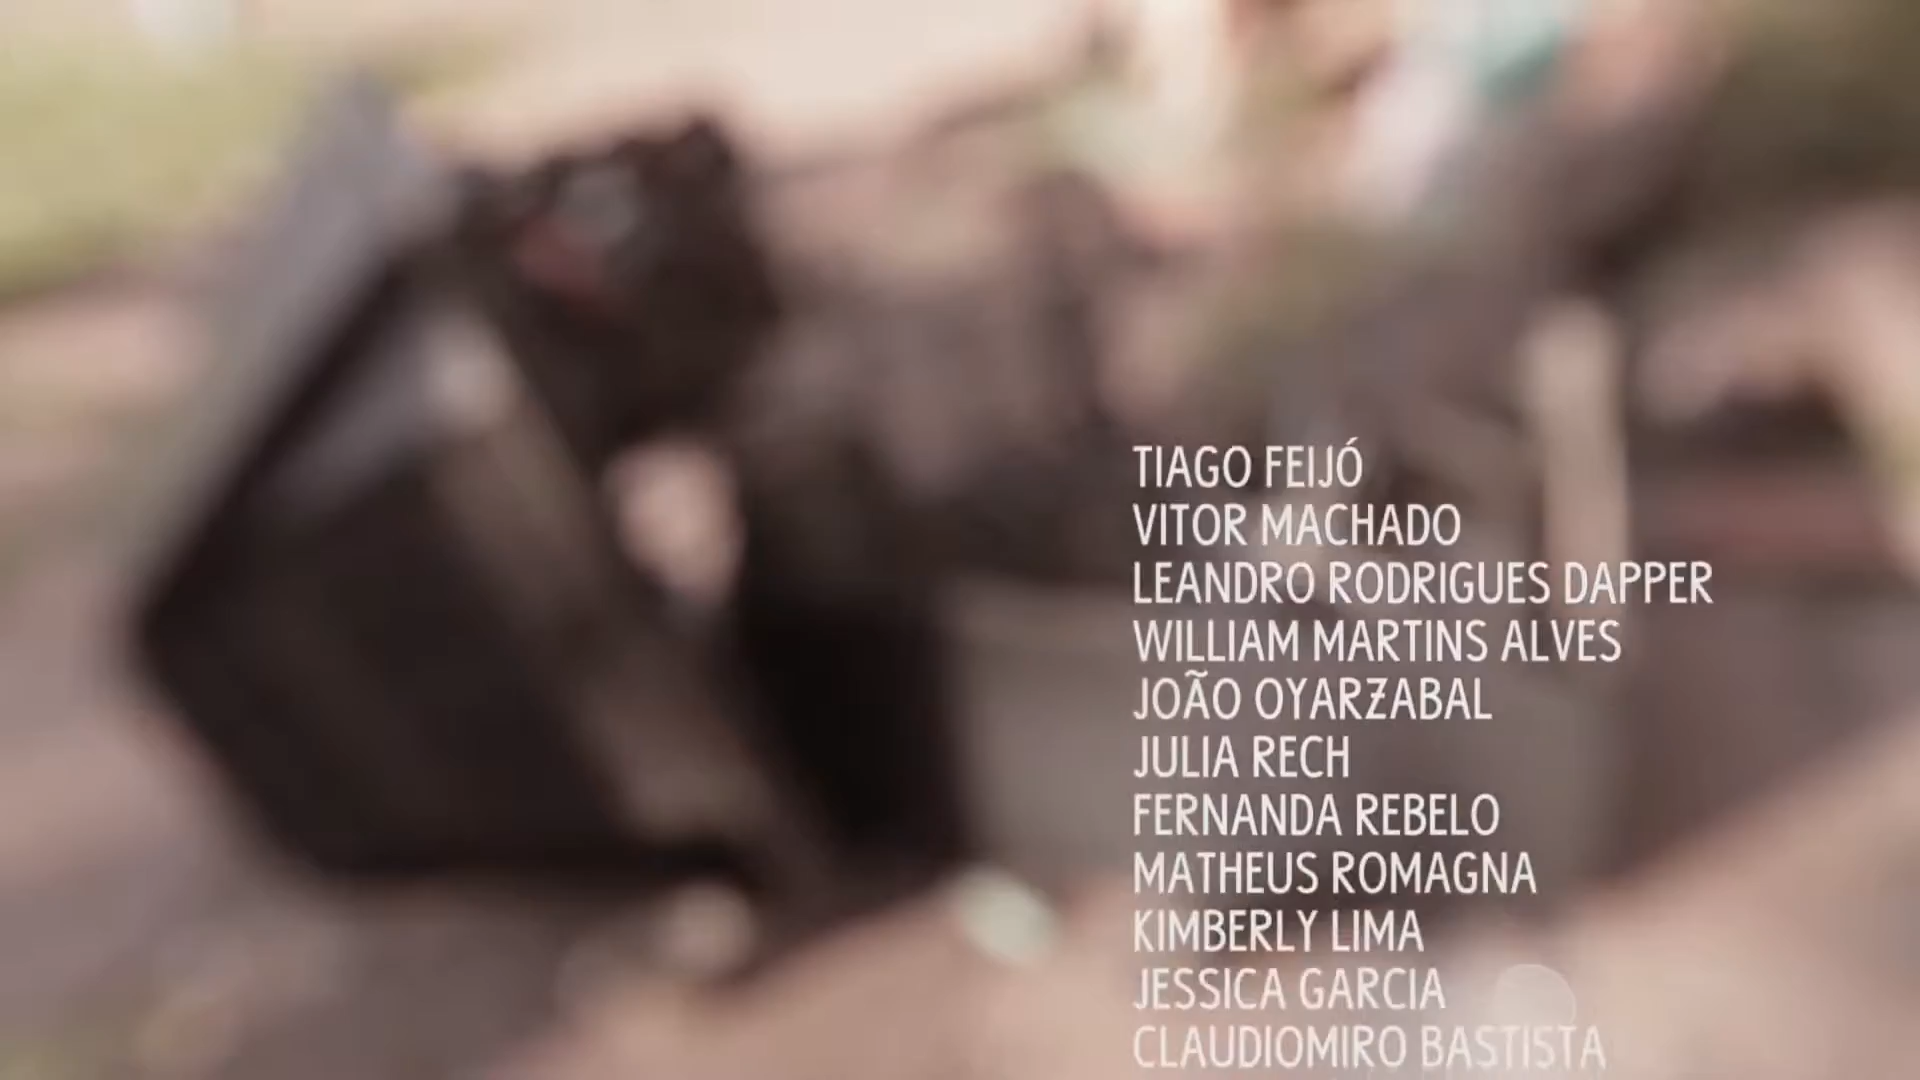 TIAGO FEIJÓ
VITOR MACHADO
LEANDRO RODRIGUES DAPPER
WILLIAM MARTINS ALVES
JOÃO OYARZABAL
JULIA RECH
FERNANDA REBELO
MATHEUS ROMAGNA
KIMBERLY LIMA
JESSICA GARCIA
CLAUDIOMIRO BASTISTA